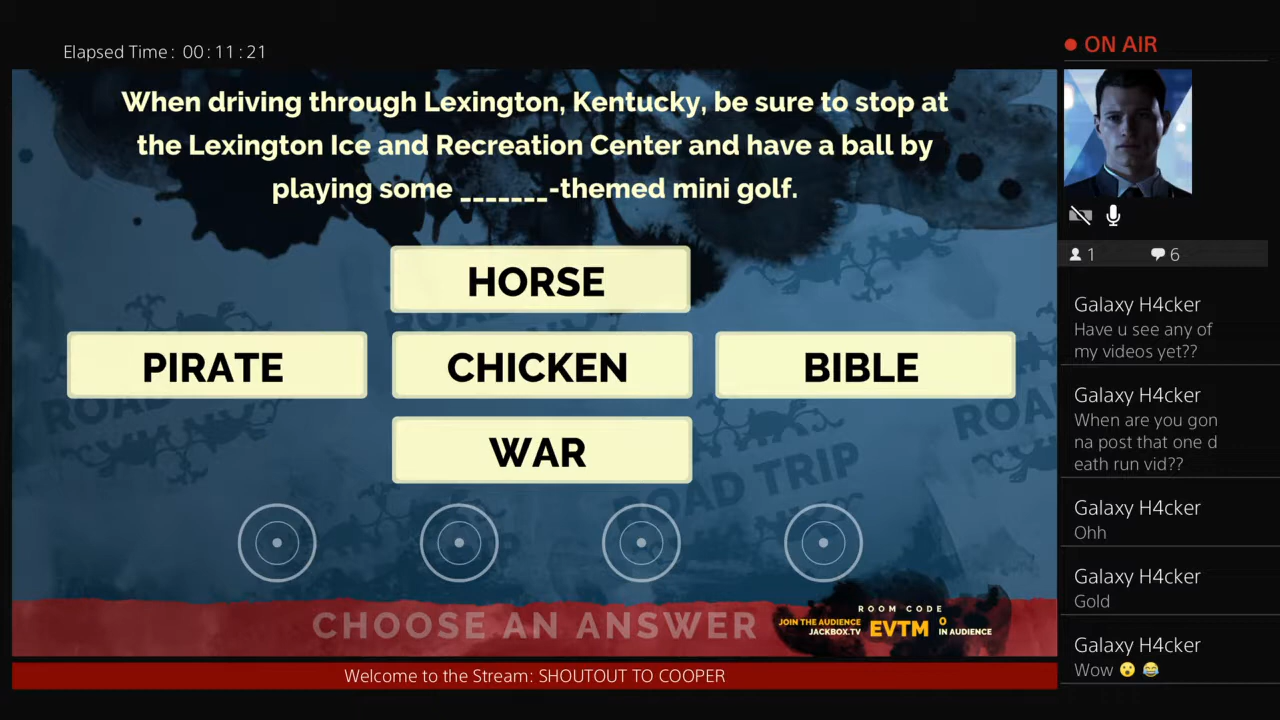 Elapsed Time: 00:11:21
ON AIR
When driving through Lexington, Kentucky, be sure to stop at
the Lexington Ice and Recreation Center and have a ball by
playing some _______-themed mini golf.
HORSE
PIRATE
CHICKEN
BIBLE
WAR
ROAD TRIP
CHOOSE AN ANSWER
JOIN THE AUDIENCE
JACKBOX.TV
ROOM CODE
EVTM
0
IN AUDIENCE
Welcome to the Stream: SHOUTOUT TO COOPER
1 6
Galaxy H4cker
Have u see any of
my videos yet??
Galaxy H4cker
When are you gon
na post that one d
eath run vid??
Galaxy H4cker
Ohh
Galaxy H4cker
Gold
Galaxy H4cker
Wow 😮 😂